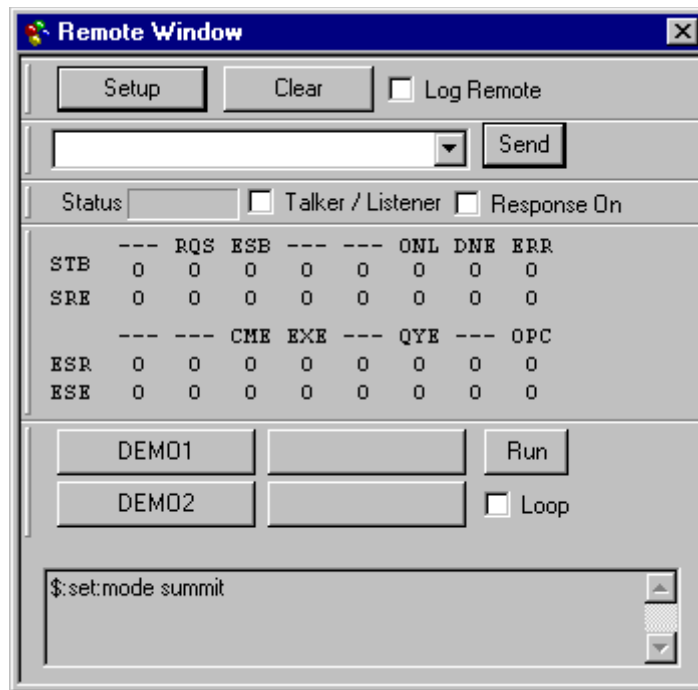 Remote Window
Setup Clear Log Remote
Send
Status Talker / Listener Response On
--- RQS ESB --- --- ONL DNE ERR
STB 0 0 0 0 0 0 0 0
SRE 0 0 0 0 0 0 0 0
--- --- CME EXE --- QYE --- OPC
ESR 0 0 0 0 0 0 0 0
ESE 0 0 0 0 0 0 0 0
DEMO1 Run
DEMO2 Loop
$:set:mode summit